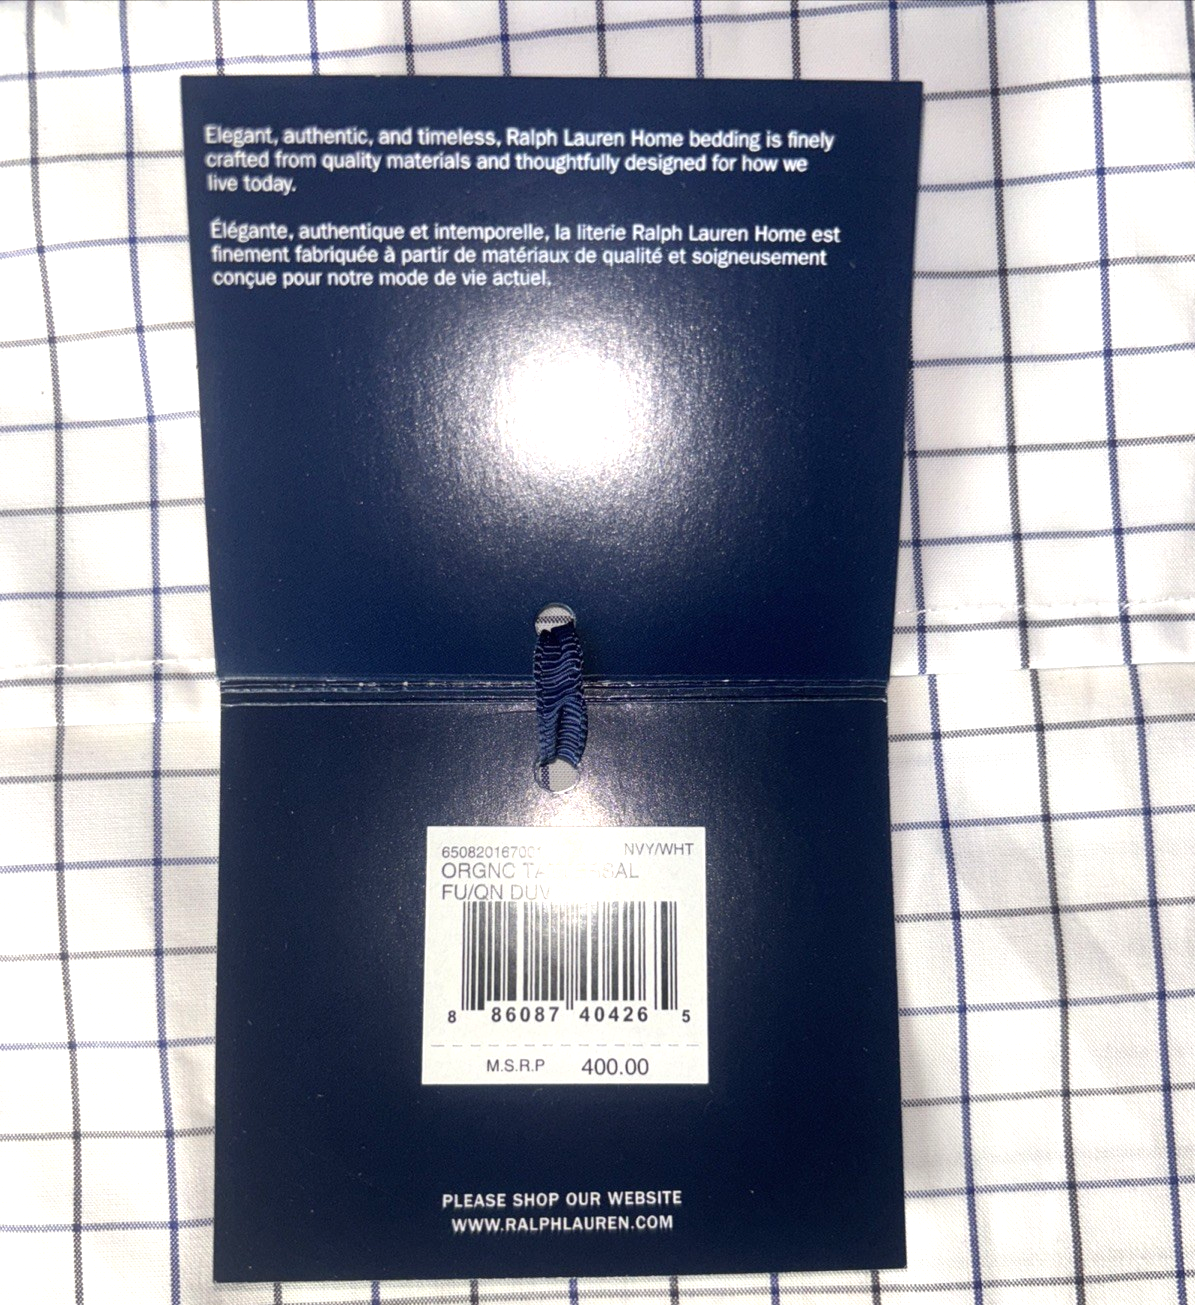 Elegant, authentic, and timeless, Ralph Lauren Home bedding is finely
crafted from quality materials and thoughtfully designed for how we
live today.
Élégante, authentique et intemporelle, la literie Ralph Lauren Home est
finement fabriquée à partir de matériaux de qualité et soigneusement
conçue pour notre mode de vie actuel.
650820167001 NVY/WHT
ORGNC
FU/QN
8 86087 40426 5
M.S.R.P 400.00
PLEASE SHOP OUR WEBSITE
WWW.RALPHLAUREN.COM